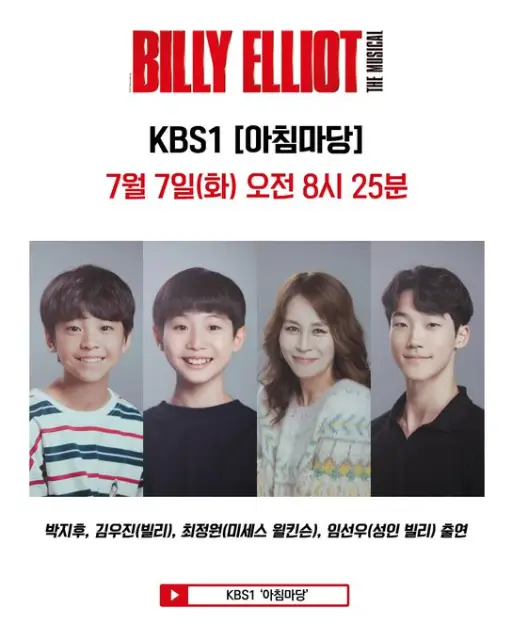 BILLY ELLIOT THE MUSICAL
KBS1 [아침마당]
7월 7일(화) 오전 8시 25분
박지후, 김우진(빌리), 최정원(미세스 윌킨슨), 임선우(성인 빌리) 출연
KBS1 '아침마당'